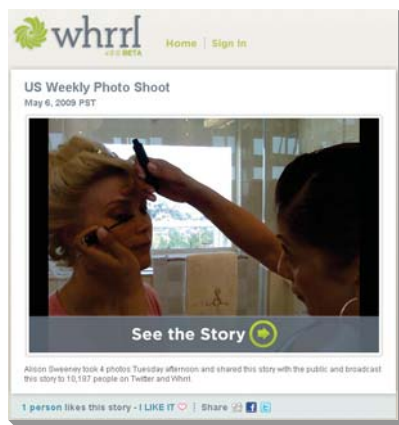 whrrl
v2.0 BETA
Home | Sign In
US Weekly Photo Shoot
May 6, 2009 PST
See the Story
Alison Sweeney took 4 photos Tuesday afternoon and shared this story with the public and broadcast
this story to 10,187 people on Twitter and Whrrl.
1 person likes this story - I LIKE IT | Share